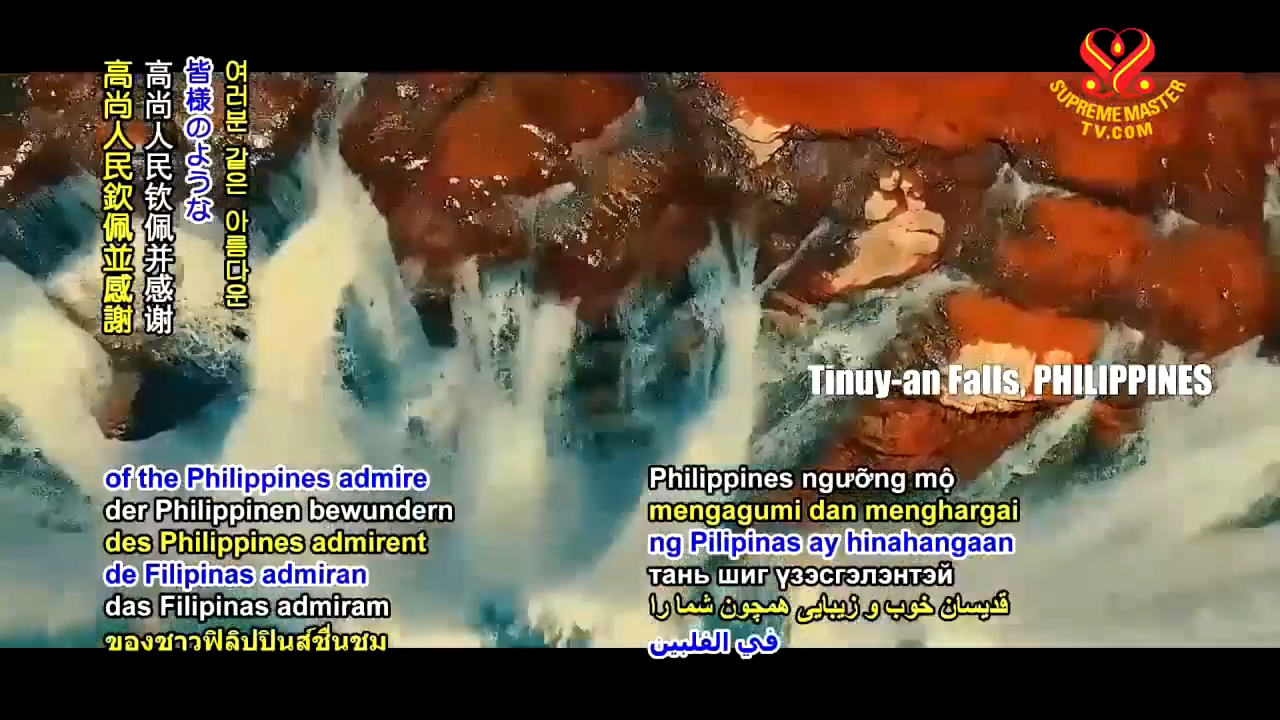 高尚人民欽佩並感謝
高尚人民钦佩并感谢
皆様のような
여러분 같은 아름다운
SUPREME MASTER
TV.COM
Tinuy-an Falls, PHILIPPINES
of the Philippines admire
der Philippinen bewundern
des Philippines admirent
de Filipinas admiran
das Filipinas admiram
ของชาวฟิลิปปินส์ชื่นชม
Philippines ngưỡng mộ
mengagumi dan menghargai
ng Pilipinas ay hinahangaan
тань шиг үзэсгэлэнтэй
قدیسان خوب و زیبایی همچون شما را
في الفلبين